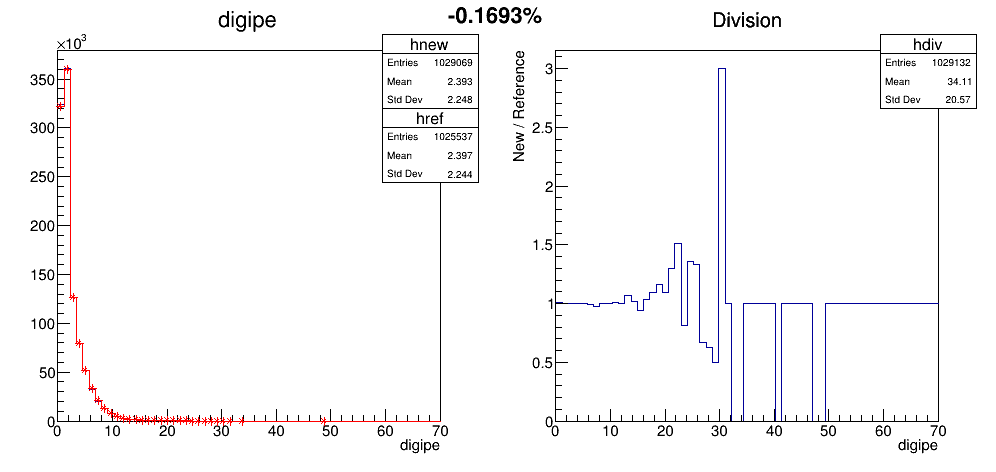 -0.1693%
digipe
×10³
hnew
Entries 1029069
Mean 2.393
Std Dev 2.248
href
Entries 1025537
Mean 2.397
Std Dev 2.244
350
300
250
200
150
100
50
0
0 10 20 30 40 50 60 70
digipe
Division
hdiv
Entries 1029132
Mean 34.11
Std Dev 20.57
New / Reference
3
2.5
2
1.5
1
0.5
0
0 10 20 30 40 50 60 70
digipe